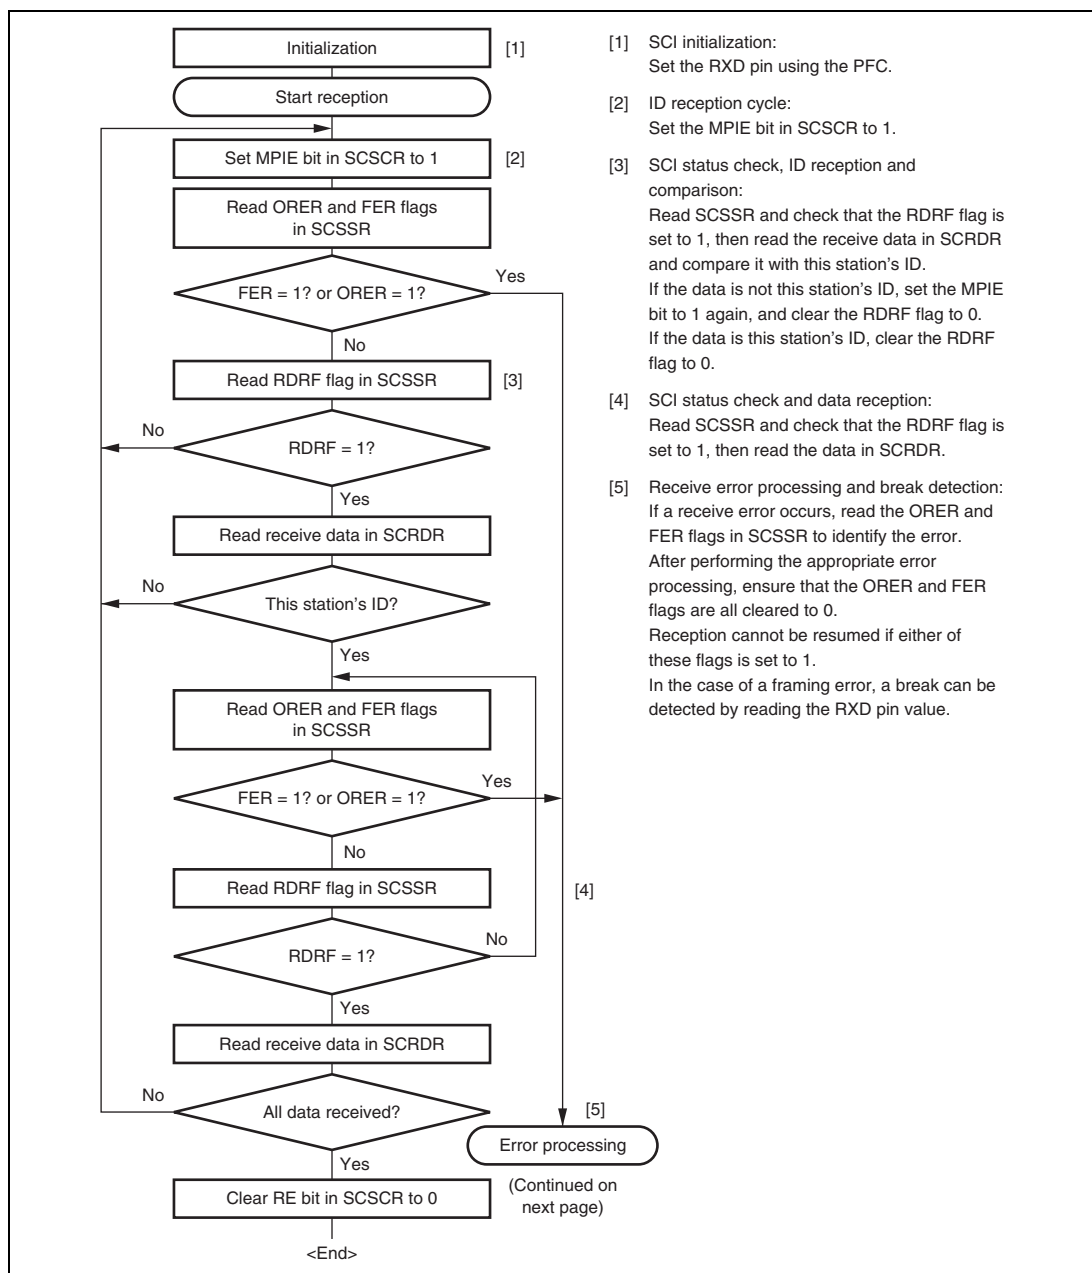 Initialization
[1]
Start reception
Set MPIE bit in SCSCR to 1
[2]
Read ORER and FER flags
in SCSSR
Yes
FER = 1? or ORER = 1?
No
Read RDRF flag in SCSSR
[3]
No
RDRF = 1?
Yes
Read receive data in SCRDR
No
This station's ID?
Yes
Read ORER and FER flags
in SCSSR
Yes
FER = 1? or ORER = 1?
No
Read RDRF flag in SCSSR
[4]
No
RDRF = 1?
Yes
Read receive data in SCRDR
No
All data received?
[5]
Error processing
Yes
(Continued on
next page)
Clear RE bit in SCSCR to 0
<End>
[1] SCI initialization:
Set the RXD pin using the PFC.
[2] ID reception cycle:
Set the MPIE bit in SCSCR to 1.
[3] SCI status check, ID reception and
comparison:
Read SCSSR and check that the RDRF flag is
set to 1, then read the receive data in SCRDR
and compare it with this station's ID.
If the data is not this station's ID, set the MPIE
bit to 1 again, and clear the RDRF flag to 0.
If the data is this station's ID, clear the RDRF
flag to 0.
[4] SCI status check and data reception:
Read SCSSR and check that the RDRF flag is
set to 1, then read the data in SCRDR.
[5] Receive error processing and break detection:
If a receive error occurs, read the ORER and
FER flags in SCSSR to identify the error.
After performing the appropriate error
processing, ensure that the ORER and FER
flags are all cleared to 0.
Reception cannot be resumed if either of
these flags is set to 1.
In the case of a framing error, a break can be
detected by reading the RXD pin value.